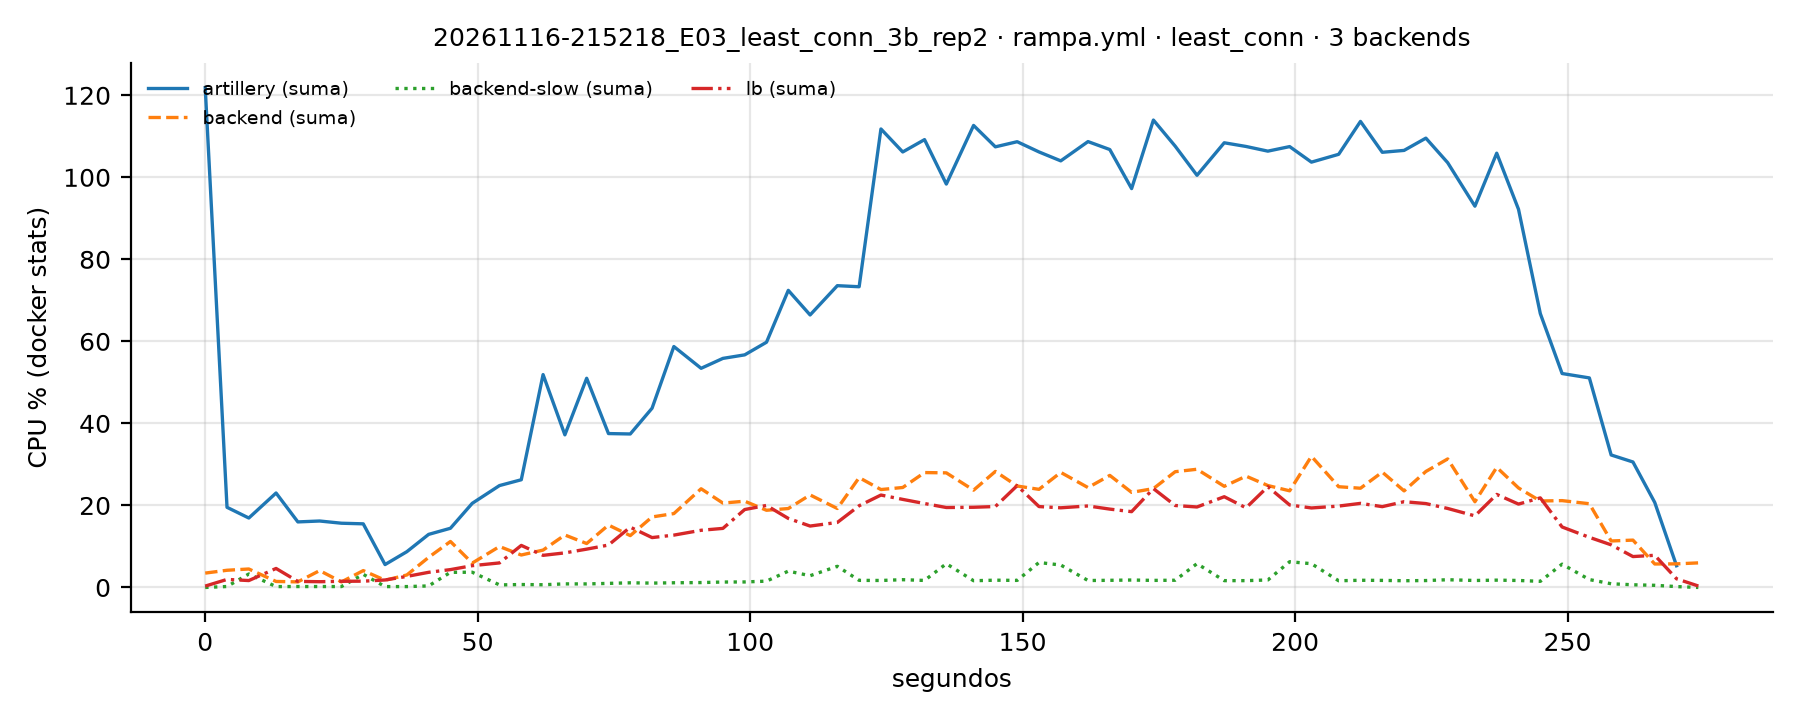 20261116-215218_E03_least_conn_3b_rep2 · rampa.yml · least_conn · 3 backends
artillery (suma)
backend (suma)
backend-slow (suma)
lb (suma)
CPU % (docker stats)
120
100
80
60
40
20
0
0 50 100 150 200 250
segundos